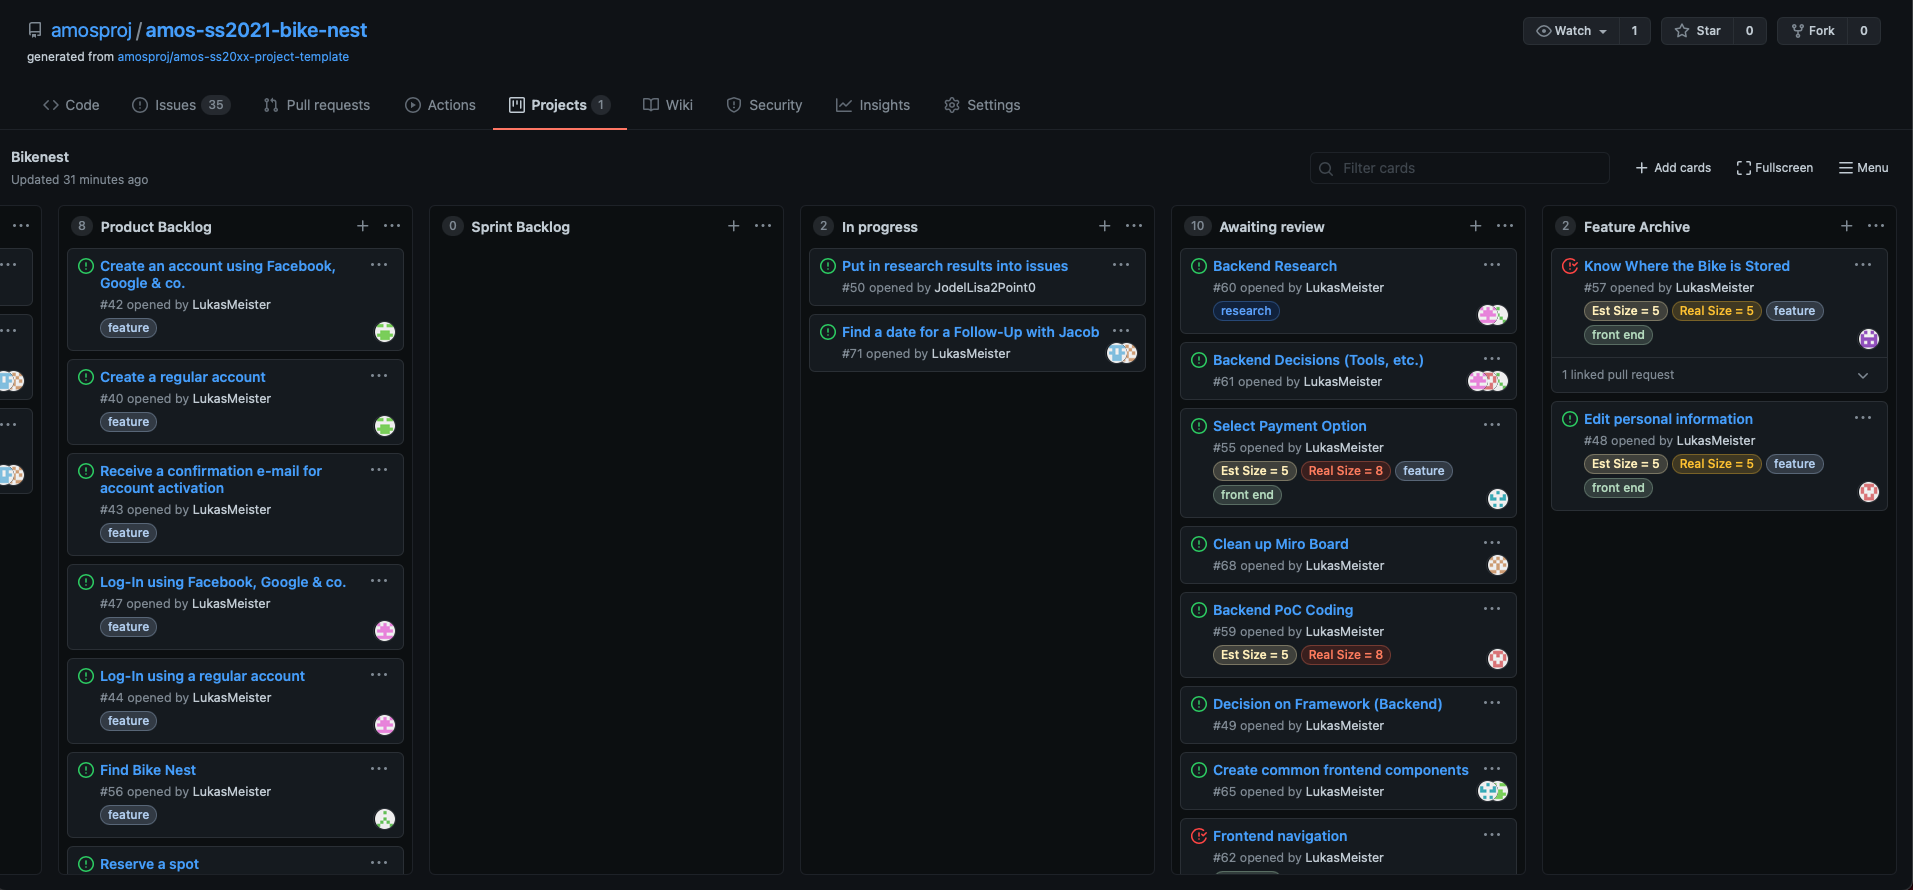 amosproj / amos-ss2021-bike-nest
generated from amosproj/amos-ss20xx-project-template
Watch 1
Star 0
Fork 0
Code
Issues 35
Pull requests
Actions
Projects 1
Wiki
Security
Insights
Settings
Bikenest
Updated 31 minutes ago
Filter cards
Add cards
Fullscreen
Menu
8 Product Backlog
Create an account using Facebook,
Google & co.
#42 opened by LukasMeister
feature
Create a regular account
#40 opened by LukasMeister
feature
Receive a confirmation e-mail for
account activation
#43 opened by LukasMeister
feature
Log-In using Facebook, Google & co.
#47 opened by LukasMeister
feature
Log-In using a regular account
#44 opened by LukasMeister
feature
Find Bike Nest
#56 opened by LukasMeister
feature
Reserve a spot
0 Sprint Backlog
2 In progress
Put in research results into issues
#50 opened by JodelLisa2Point0
Find a date for a Follow-Up with Jacob
#71 opened by LukasMeister
10 Awaiting review
Backend Research
#60 opened by LukasMeister
research
Backend Decisions (Tools, etc.)
#61 opened by LukasMeister
Select Payment Option
#55 opened by LukasMeister
Est Size = 5 Real Size = 8 feature
front end
Clean up Miro Board
#68 opened by LukasMeister
Backend PoC Coding
#59 opened by LukasMeister
Est Size = 5 Real Size = 8
Decision on Framework (Backend)
#49 opened by LukasMeister
Create common frontend components
#65 opened by LukasMeister
Frontend navigation
#62 opened by LukasMeister
2 Feature Archive
Know Where the Bike is Stored
#57 opened by LukasMeister
Est Size = 5 Real Size = 5 feature
front end
1 linked pull request
Edit personal information
#48 opened by LukasMeister
Est Size = 5 Real Size = 5 feature
front end